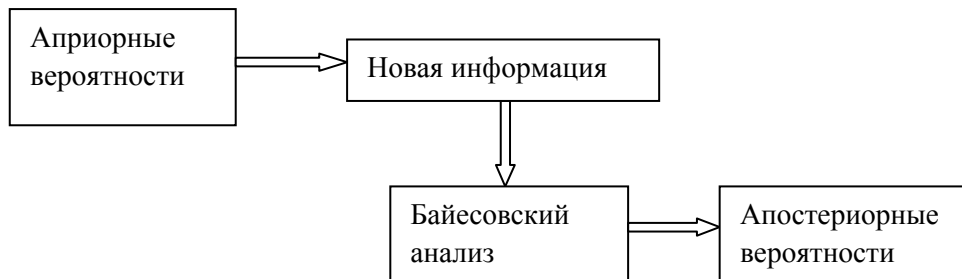 Априорные
вероятности
Новая информация
Байесовский
анализ
Апостериорные
вероятности